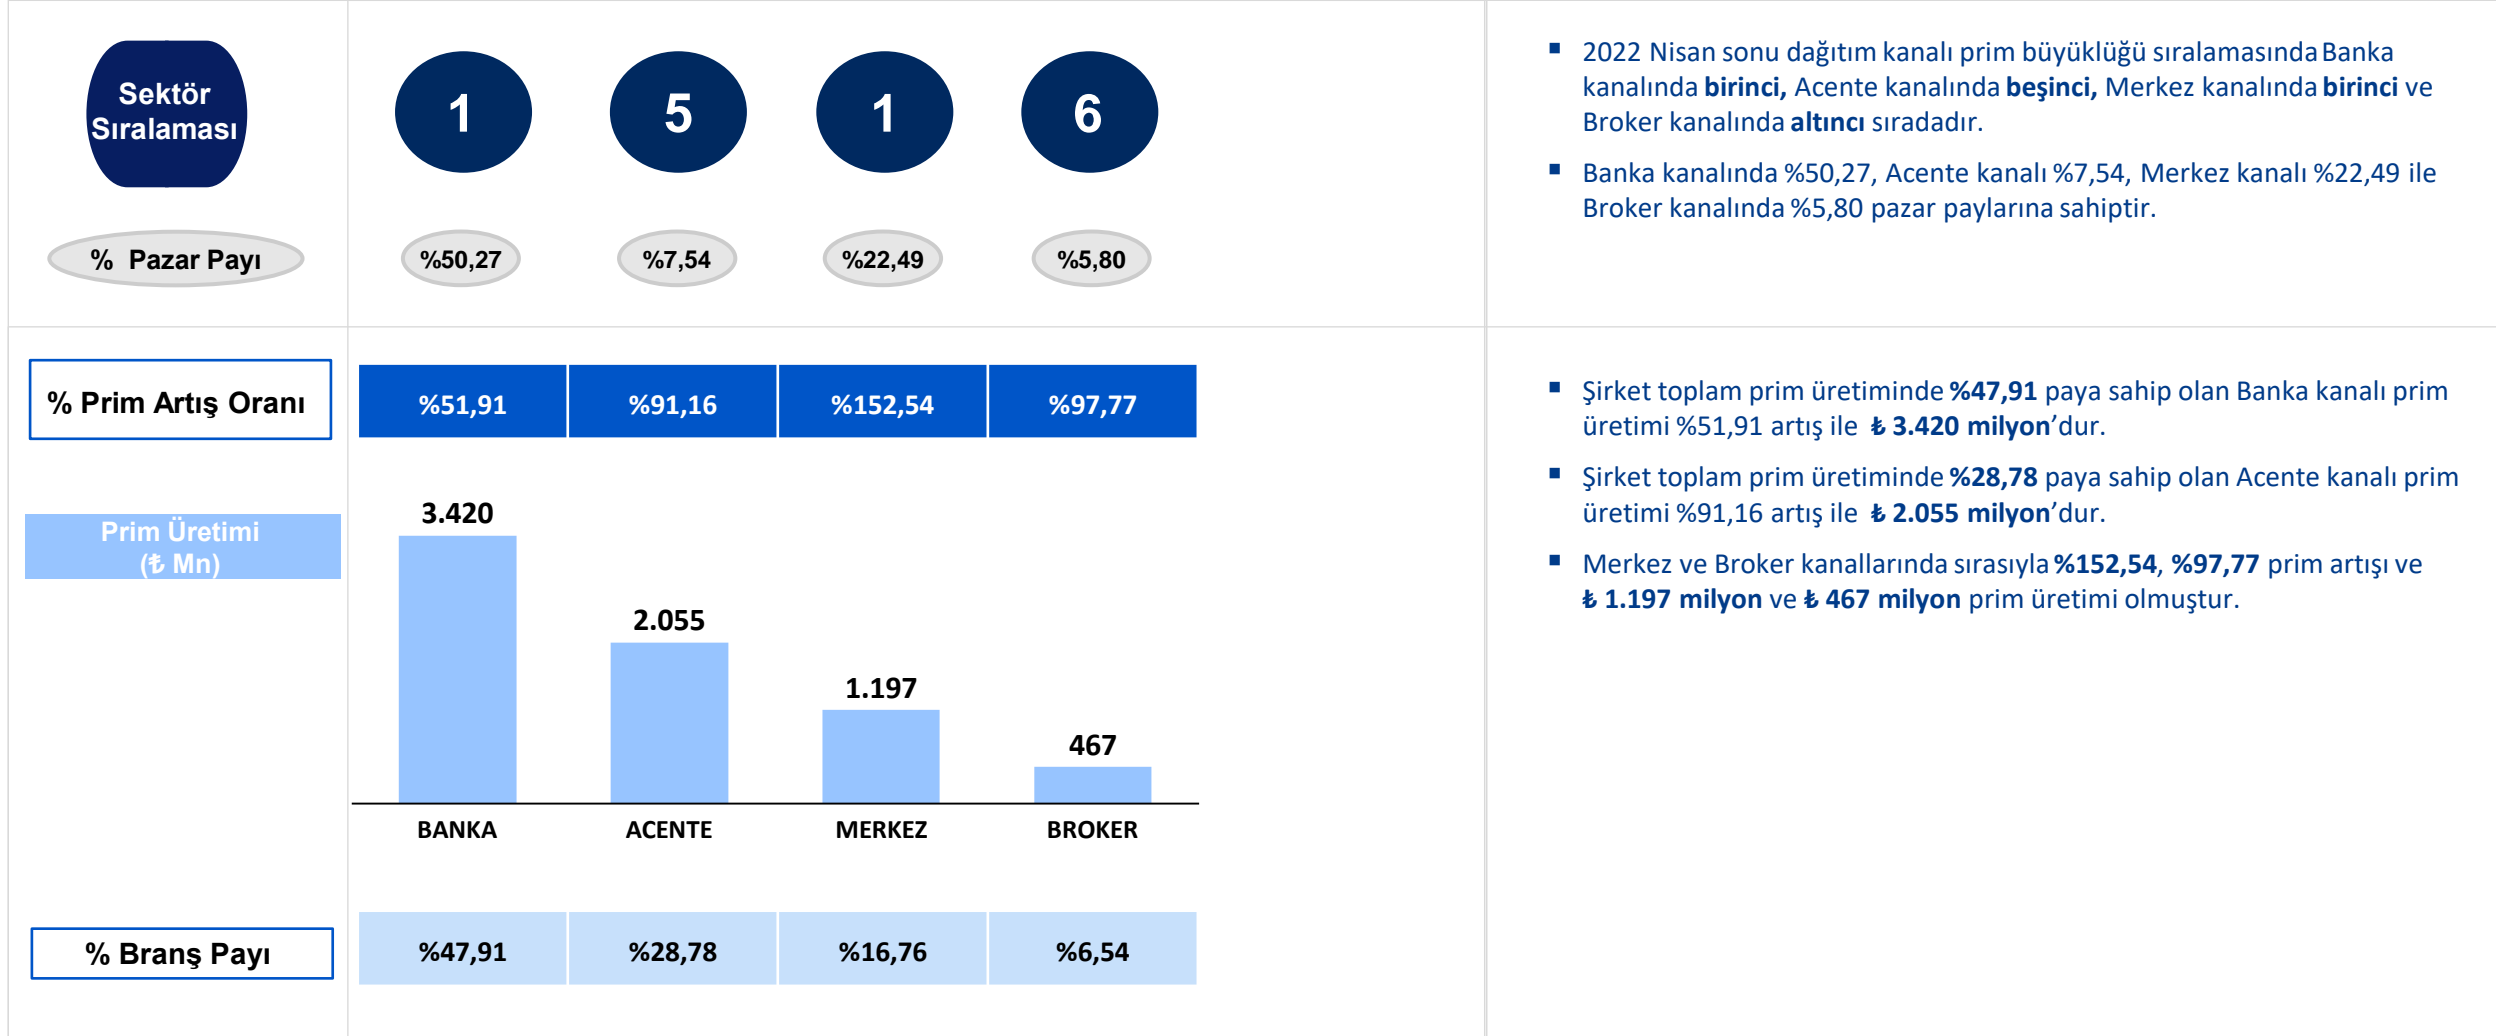 Sektör
Sıralaması
1
5
1
6
% Pazar Payı
%50,27
%7,54
%22,49
%5,80
▪ 2022 Nisan sonu dağıtım kanalı prim büyüklüğü sıralamasında Banka
kanalında birinci, Acente kanalında beşinci, Merkez kanalında birinci ve
Broker kanalında altıncı sıradadır.
▪ Banka kanalında %50,27, Acente kanalı %7,54, Merkez kanalı %22,49 ile
Broker kanalında %5,80 pazar paylarına sahiptir.
% Prim Artış Oranı
%51,91
%91,16
%152,54
%97,77
Prim Üretimi
(₺ Mn)
3.420
2.055
1.197
467
BANKA
ACENTE
MERKEZ
BROKER
% Branş Payı
%47,91
%28,78
%16,76
%6,54
▪ Şirket toplam prim üretiminde %47,91 paya sahip olan Banka kanalı prim
üretimi %51,91 artış ile ₺ 3.420 milyon’dur.
▪ Şirket toplam prim üretiminde %28,78 paya sahip olan Acente kanalı prim
üretimi %91,16 artış ile ₺ 2.055 milyon’dur.
▪ Merkez ve Broker kanallarında sırasıyla %152,54, %97,77 prim artışı ve
₺ 1.197 milyon ve ₺ 467 milyon prim üretimi olmuştur.